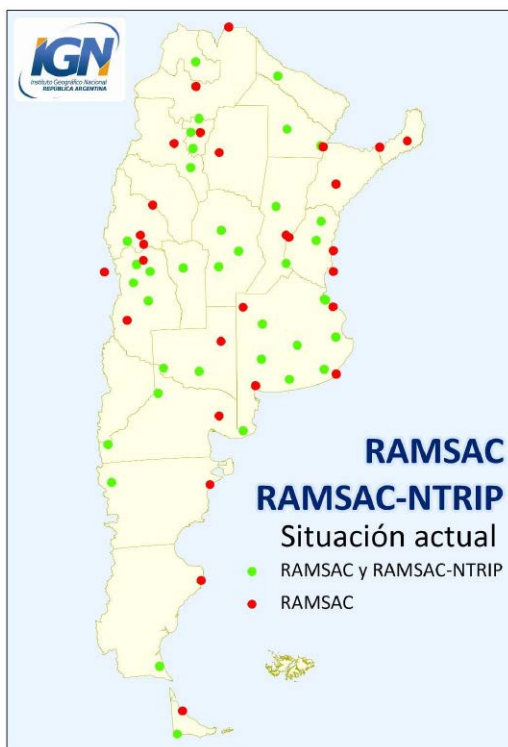 IGN
Instituto Geográfico Nacional
REPÚBLICA ARGENTINA
RAMSAC
RAMSAC-NTRIP
Situación actual
RAMSAC y RAMSAC-NTRIP
RAMSAC